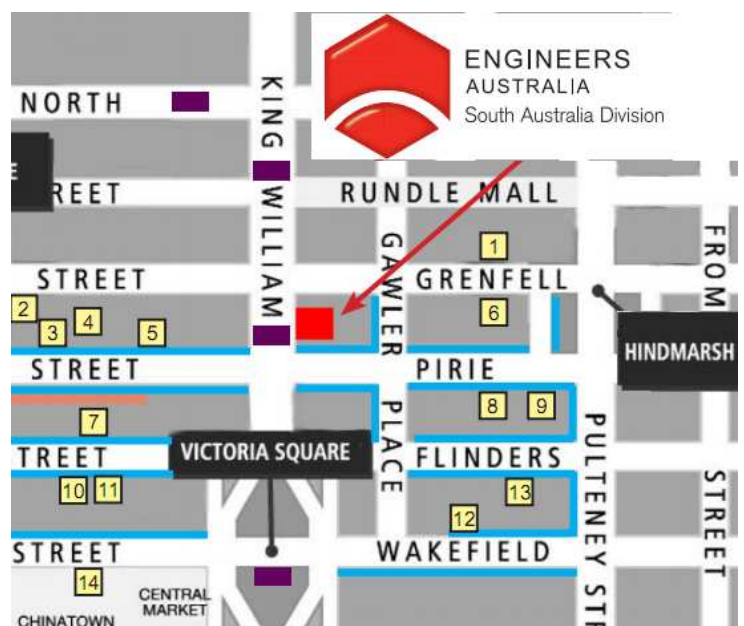 ENGINEERS
AUSTRALIA
South Australia Division
NORTH
KING WILLIAM
E
REET
RUNDLE MALL
GAWLER PLACE
FROM
STREET
1
STREET
GRENFELL
2
3
4
5
6
HINDMARSH
STREET
PIRIE
7
8
9
PULTENEY STR
VICTORIA SQUARE
TREET
FLINDERS
10
11
12
13
STREET
WAKEFIELD
14
CENTRAL
MARKET
CHINATOWN